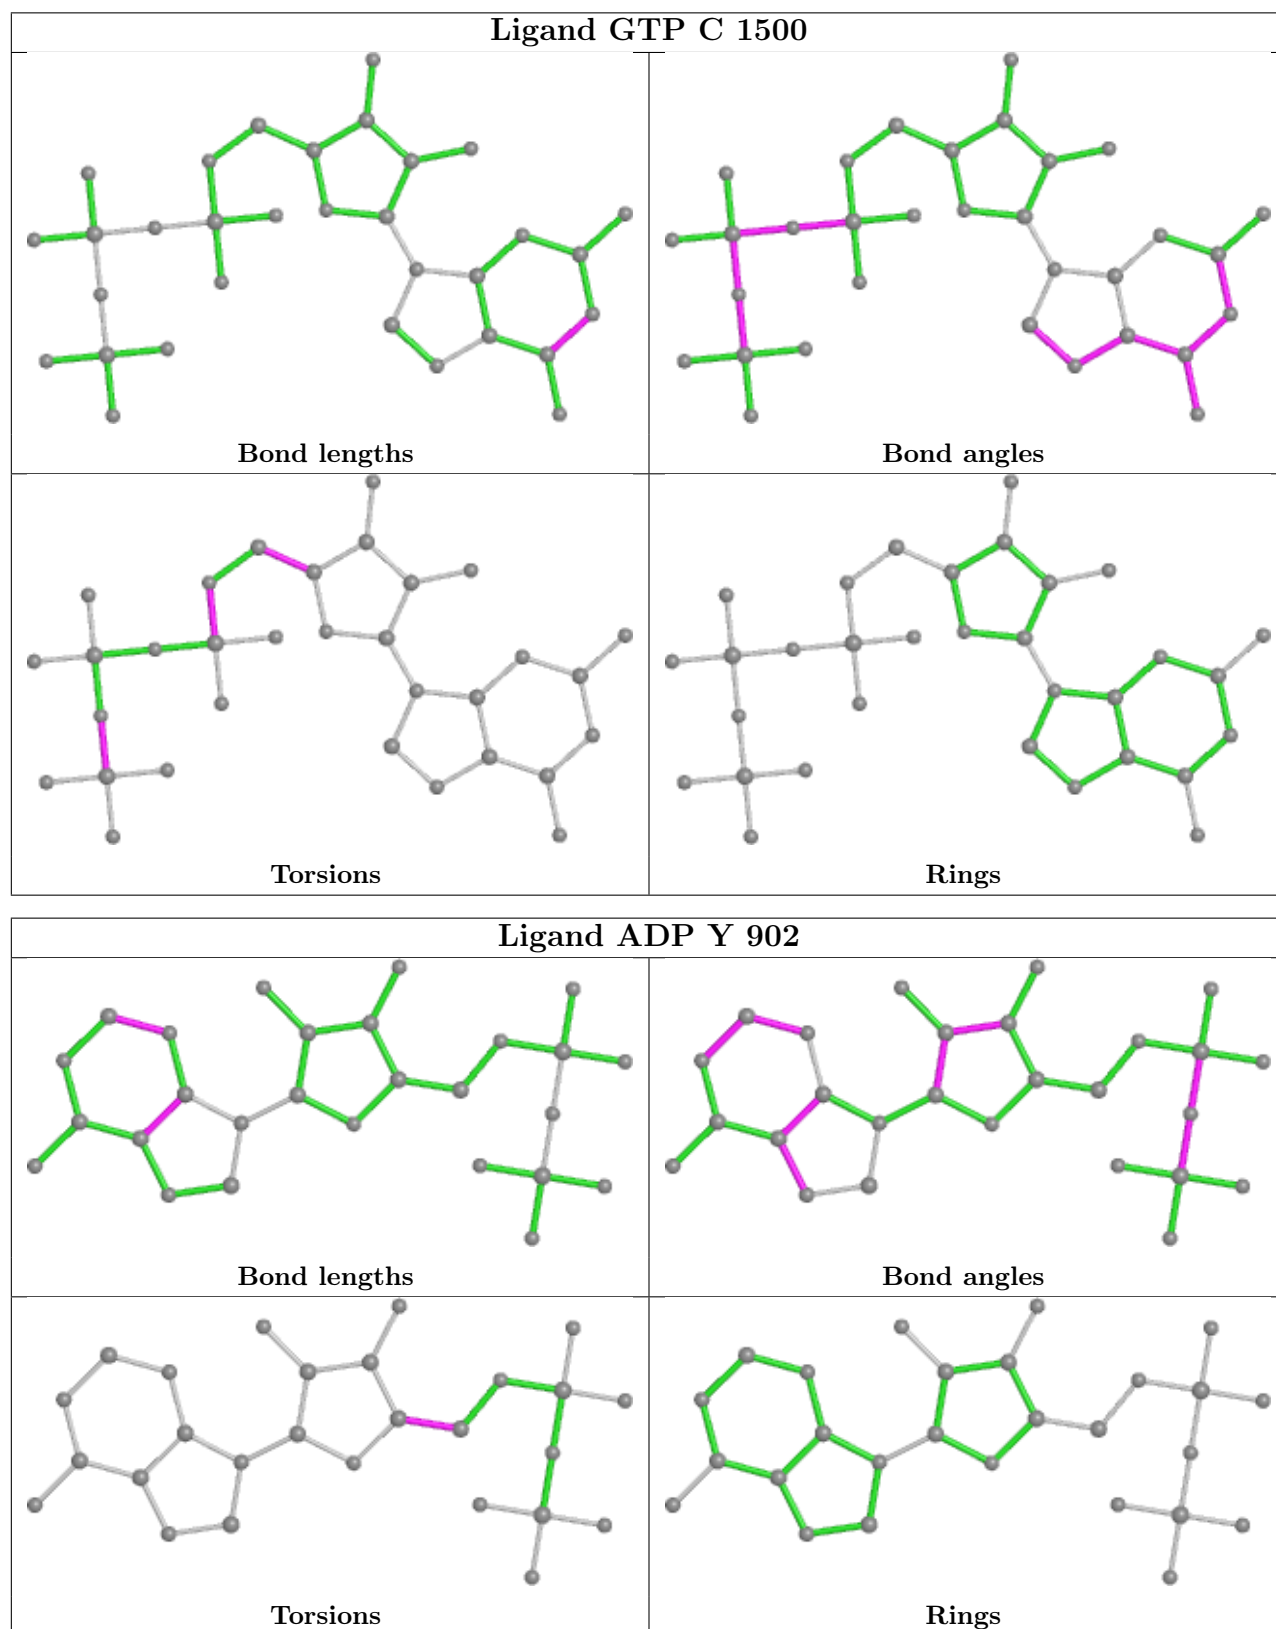 Ligand GTP C 1500
Bond lengths
Bond angles
Torsions
Rings
Ligand ADP Y 902
Bond lengths
Bond angles
Torsions
Rings